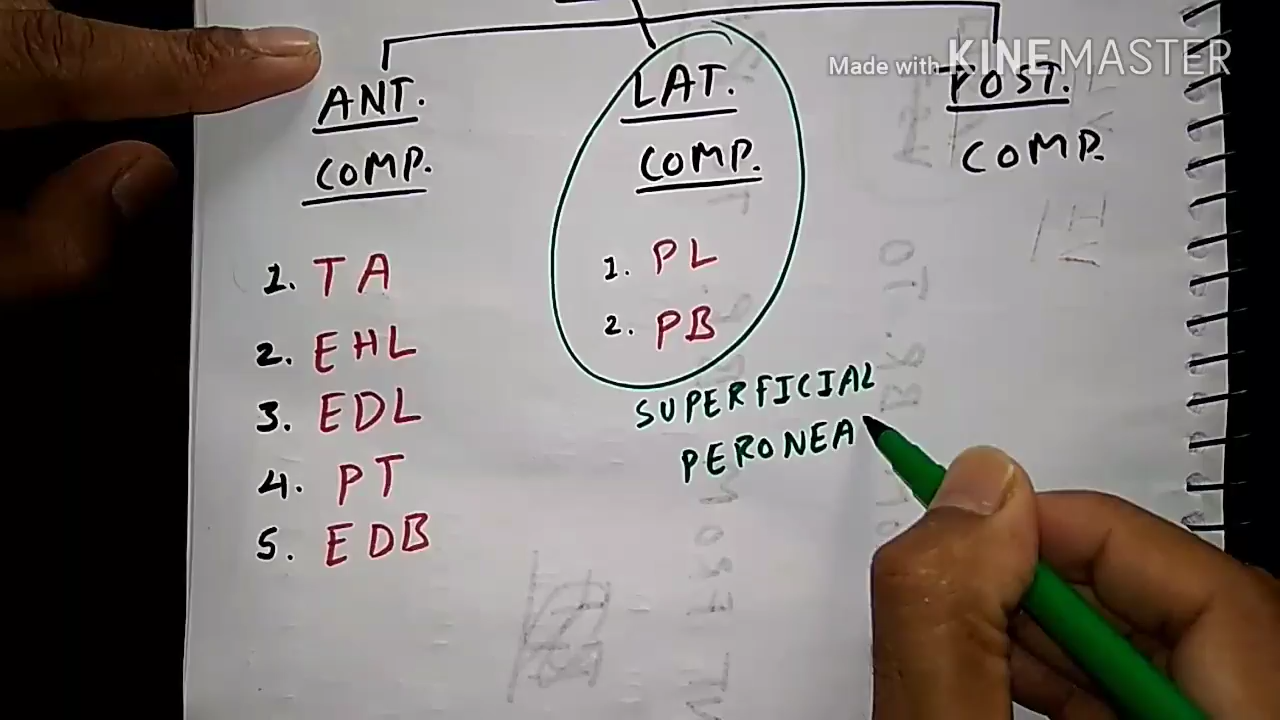 Made with KINEMASTER
ANT.
COMP.
1. TA
2. EHL
3. EDL
4. PT
5. EDB
LAT.
COMP.
1. PL
2. PB
SUPERFICIAL
PERONEA
POST.
COMP.